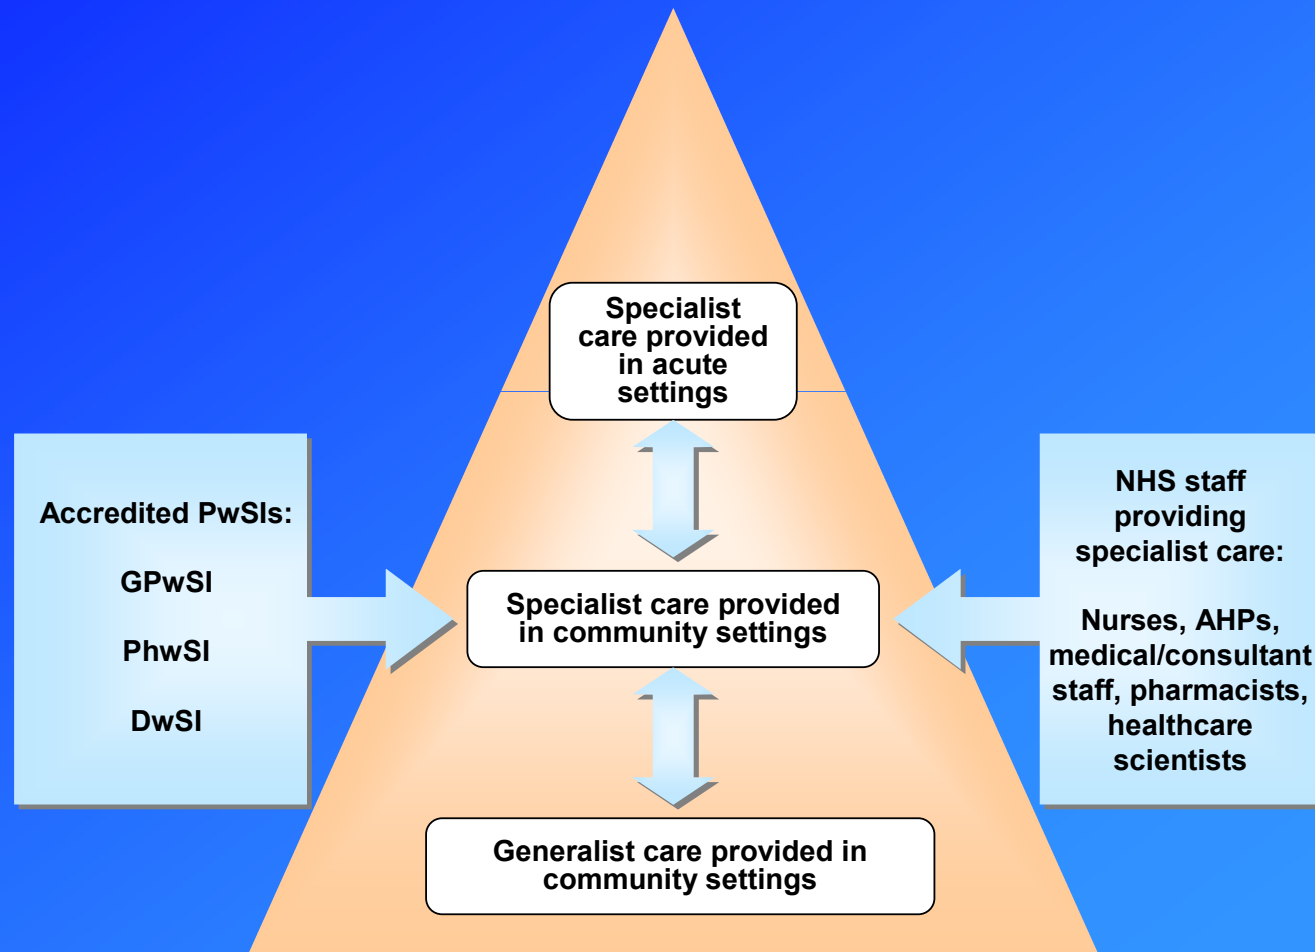 Specialist
care provided
in acute
settings
Accredited PwSIs:
GPwSI
PhwSI
DwSI
Specialist care provided
in community settings
NHS staff
providing
specialist care:
Nurses, AHPs,
medical/consultant
staff, pharmacists,
healthcare
scientists
Generalist care provided in
community settings